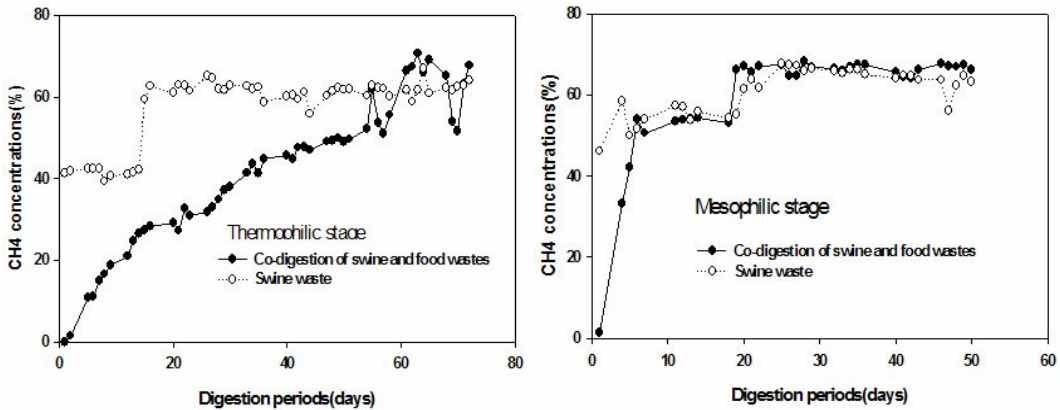 80
60
40
20
0
CH4 concentrations(%)
Thermophilic stage
Co-digestion of swine and food wastes
Swine waste
0 20 40 60 80
Digestion periods(days)
80
60
40
20
0
CH4 concentrations(%)
Mesophilic stage
Co-digestion of swine and food wastes
Swine waste
0 10 20 30 40 50 60
Digestion periods(days)